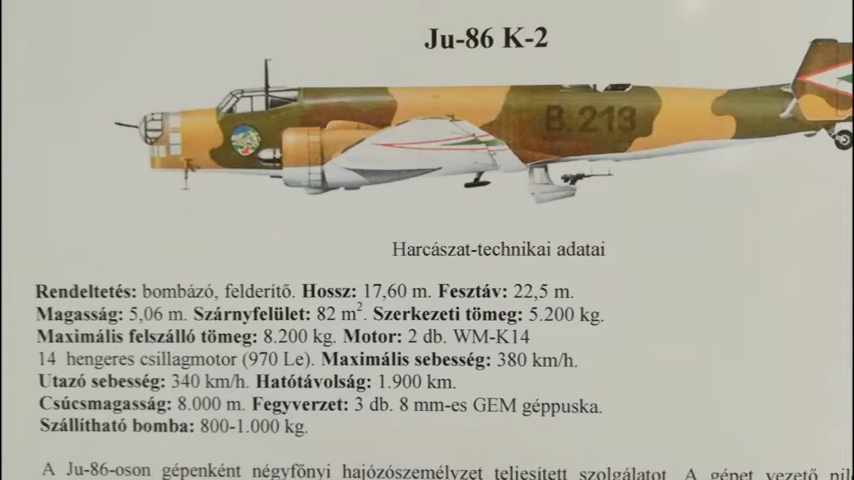 Ju-86 K-2
B.213
Harcászat-technikai adatai
Rendeltetés: bombázó, felderítő. Hossz: 17,60 m. Fesztáv: 22,5 m.
Magasság: 5,06 m. Szárnyfelület: 82 m². Szerkezeti tömeg: 5.200 kg.
Maximális felszálló tömeg: 8.200 kg. Motor: 2 db. WM-K14
14 hengeres csillagmotor (970 Le). Maximális sebesség: 380 km/h.
Utazó sebesség: 340 km/h. Hatótávolság: 1.900 km.
Csúcsmagasság: 8.000 m. Fegyverzet: 3 db. 8 mm-es GEM géppuska.
Szállítható bomba: 800-1.000 kg.
A Ju-86-oson gépenként négyfőnyi hajózószemélyzet teljesített szolgálatot. A gépet vezető